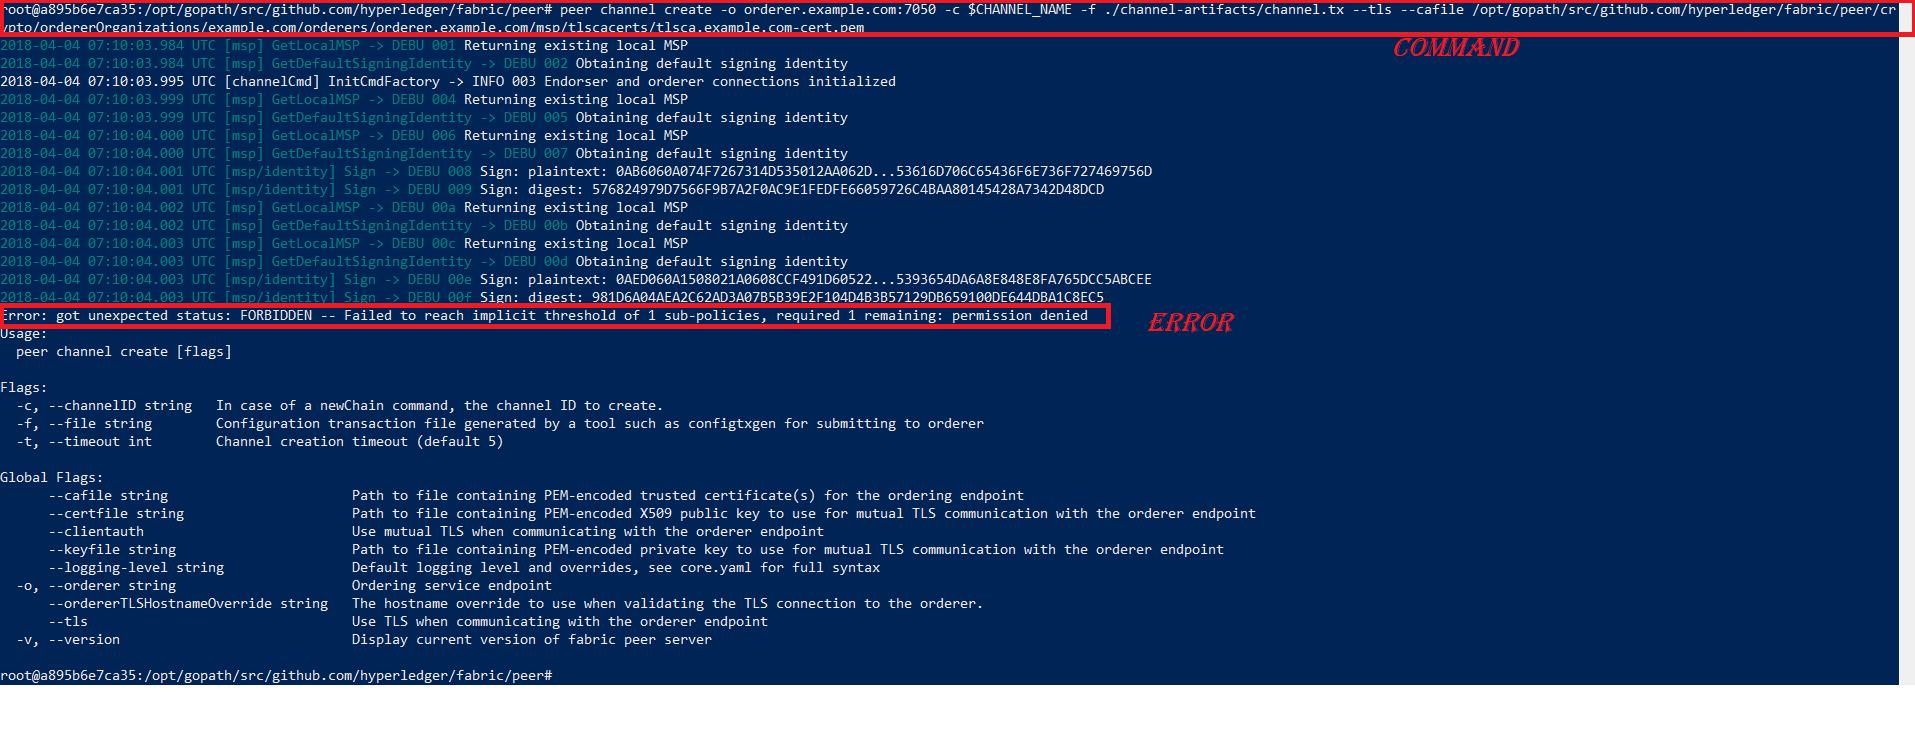 root@a895b6e7ca35:/opt/gopath/src/github.com/hyperledger/fabric/peer# peer channel create -o orderer.example.com:7050 -c $CHANNEL_NAME -f ./channel-artifacts/channel.tx --tls --cafile /opt/gopath/src/github.com/hyperledger/fabric/peer/cr
ypto/ordererOrganizations/example.com/orderers/orderer.example.com/msp/tlscacerts/tlsca.example.com-cert.pem
COMMAND
2018-04-04 07:10:03.984 UTC [msp] GetLocalMSP -> DEBU 001 Returning existing local MSP
2018-04-04 07:10:03.984 UTC [msp] GetDefaultSigningIdentity -> DEBU 002 Obtaining default signing identity
2018-04-04 07:10:03.995 UTC [channelCmd] InitCmdFactory -> INFO 003 Endorser and orderer connections initialized
2018-04-04 07:10:03.999 UTC [msp] GetLocalMSP -> DEBU 004 Returning existing local MSP
2018-04-04 07:10:03.999 UTC [msp] GetDefaultSigningIdentity -> DEBU 005 Obtaining default signing identity
2018-04-04 07:10:04.000 UTC [msp] GetLocalMSP -> DEBU 006 Returning existing local MSP
2018-04-04 07:10:04.000 UTC [msp] GetDefaultSigningIdentity -> DEBU 007 Obtaining default signing identity
2018-04-04 07:10:04.001 UTC [msp/identity] Sign -> DEBU 008 Sign: plaintext: 0AB6060A074F7267314D535012AA062D...53616D706C65436F6E736F727469756D
2018-04-04 07:10:04.001 UTC [msp/identity] Sign -> DEBU 009 Sign: digest: 576824979D7566F9B7A2F0AC9E1FEDFE66059726C4BAA80145428A7342D48DCD
2018-04-04 07:10:04.002 UTC [msp] GetLocalMSP -> DEBU 00a Returning existing local MSP
2018-04-04 07:10:04.002 UTC [msp] GetDefaultSigningIdentity -> DEBU 00b Obtaining default signing identity
2018-04-04 07:10:04.003 UTC [msp] GetLocalMSP -> DEBU 00c Returning existing local MSP
2018-04-04 07:10:04.003 UTC [msp] GetDefaultSigningIdentity -> DEBU 00d Obtaining default signing identity
2018-04-04 07:10:04.003 UTC [msp/identity] Sign -> DEBU 00e Sign: plaintext: 0AED060A1508021A0608CCF491D60522...5393654DA6A8E848E8FA765DCC5ABCEE
2018-04-04 07:10:04.003 UTC [msp/identity] Sign -> DEBU 00f Sign: digest: 981D6A04AEA2C62AD3A07B5B39E2F104D4B3B57129DB659100DE644DBA1C8EC5
Error: got unexpected status: FORBIDDEN -- Failed to reach implicit threshold of 1 sub-policies, required 1 remaining: permission denied
ERROR
Usage:
  peer channel create [flags]

Flags:
  -c, --channelID string   In case of a newChain command, the channel ID to create.
  -f, --file string        Configuration transaction file generated by a tool such as configtxgen for submitting to orderer
  -t, --timeout int        Channel creation timeout (default 5)

Global Flags:
      --cafile string                       Path to file containing PEM-encoded trusted certificate(s) for the ordering endpoint
      --certfile string                     Path to file containing PEM-encoded X509 public key to use for mutual TLS communication with the orderer endpoint
      --clientauth                          Use mutual TLS when communicating with the orderer endpoint
      --keyfile string                      Path to file containing PEM-encoded private key to use for mutual TLS communication with the orderer endpoint
      --logging-level string                Default logging level and overrides, see core.yaml for full syntax
  -o, --orderer string                      Ordering service endpoint
      --ordererTLSHostnameOverride string   The hostname override to use when validating the TLS connection to the orderer.
      --tls                                 Use TLS when communicating with the orderer endpoint
  -v, --version                             Display current version of fabric peer server

root@a895b6e7ca35:/opt/gopath/src/github.com/hyperledger/fabric/peer#